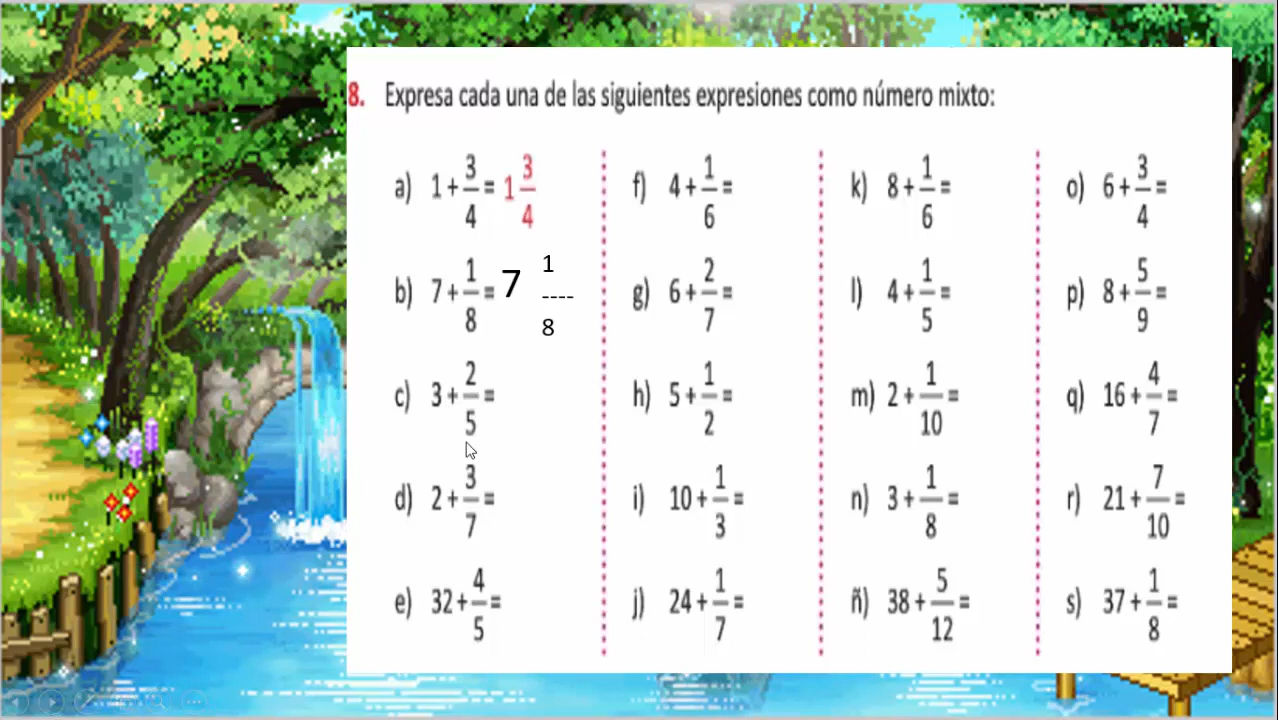 8. Expresa cada una de las siguientes expresiones como número mixto:
a) 1 + 3/4 = 1 3/4
b) 7 + 1/8 = 7 1/8
c) 3 + 2/5 =
d) 2 + 3/7 =
e) 32 + 4/5 =
f) 4 + 1/6 =
g) 6 + 2/7 =
h) 5 + 1/2 =
i) 10 + 1/3 =
j) 24 + 1/7 =
k) 8 + 1/6 =
l) 4 + 1/5 =
m) 2 + 1/10 =
n) 3 + 1/8 =
ñ) 38 + 5/12 =
o) 6 + 3/4 =
p) 8 + 5/9 =
q) 16 + 4/7 =
r) 21 + 7/10 =
s) 37 + 1/8 =